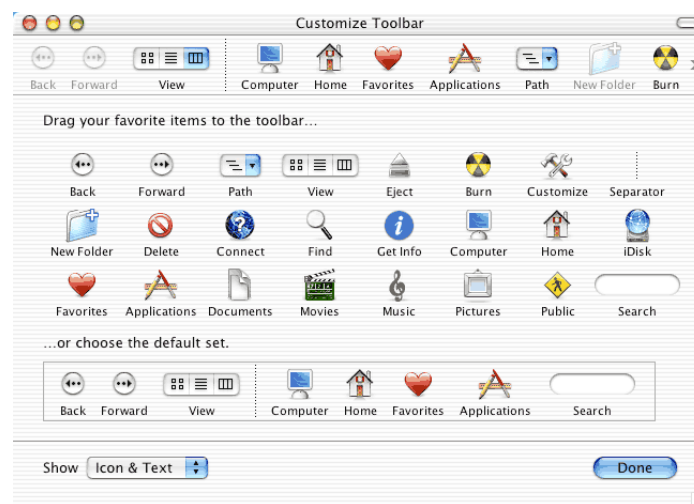 Customize Toolbar
Back Forward View Computer Home Favorites Applications Path New Folder Burn
Drag your favorite items to the toolbar...
Back Forward Path View Eject Burn Customize Separator
New Folder Delete Connect Find Get Info Computer Home iDisk
Favorites Applications Documents Movies Music Pictures Public Search
...or choose the default set.
Back Forward View Computer Home Favorites Applications Search
Show Icon & Text Done